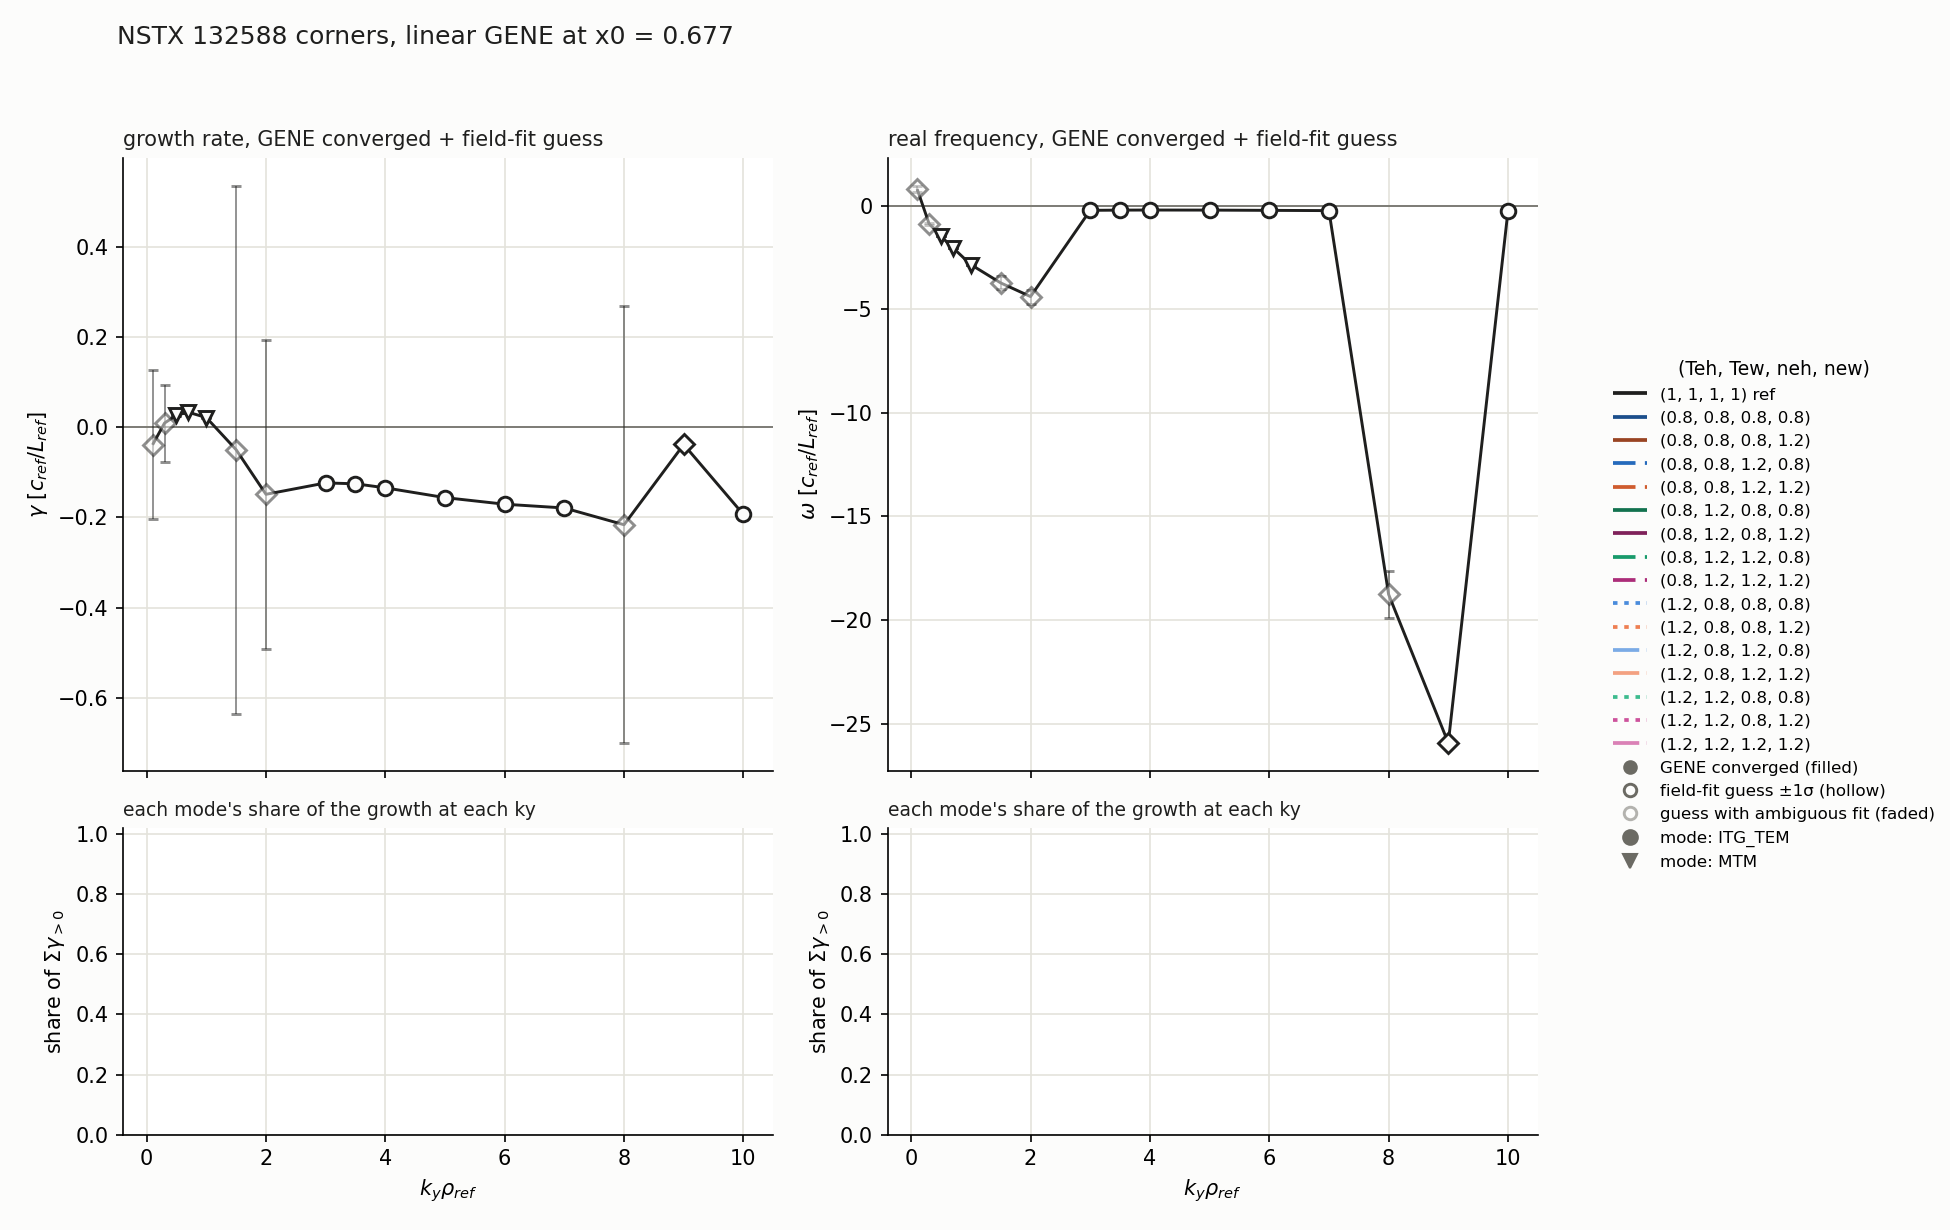 NSTX 132588 corners, linear GENE at x0 = 0.677
growth rate, GENE converged + field-fit guess
0.4
0.2
0.0
−0.2
−0.4
−0.6
γ [c_ref/L_ref]
real frequency, GENE converged + field-fit guess
0
−5
−10
−15
−20
−25
ω [c_ref/L_ref]
each mode's share of the growth at each ky
1.0
0.8
0.6
0.4
0.2
0.0
share of Σγ_>0
0 2 4 6 8 10
k_yρ_ref
each mode's share of the growth at each ky
1.0
0.8
0.6
0.4
0.2
0.0
share of Σγ_>0
0 2 4 6 8 10
k_yρ_ref
(Teh, Tew, neh, new)
(1, 1, 1, 1) ref
(0.8, 0.8, 0.8, 0.8)
(0.8, 0.8, 0.8, 1.2)
(0.8, 0.8, 1.2, 0.8)
(0.8, 0.8, 1.2, 1.2)
(0.8, 1.2, 0.8, 0.8)
(0.8, 1.2, 0.8, 1.2)
(0.8, 1.2, 1.2, 0.8)
(0.8, 1.2, 1.2, 1.2)
(1.2, 0.8, 0.8, 0.8)
(1.2, 0.8, 0.8, 1.2)
(1.2, 0.8, 1.2, 0.8)
(1.2, 0.8, 1.2, 1.2)
(1.2, 1.2, 0.8, 0.8)
(1.2, 1.2, 0.8, 1.2)
(1.2, 1.2, 1.2, 1.2)
GENE converged (filled)
field-fit guess ±1σ (hollow)
guess with ambiguous fit (faded)
mode: ITG_TEM
mode: MTM